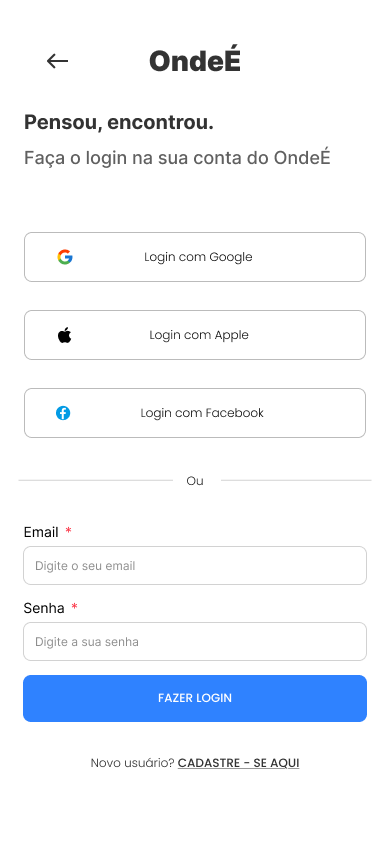 OndeÉ
Pensou, encontrou.
Faça o login na sua conta do OndeÉ
Login com Google
Login com Apple
Login com Facebook
Ou
Email *
Digite o seu email
Senha *
Digite a sua senha
FAZER LOGIN
Novo usuário? CADASTRE - SE AQUI